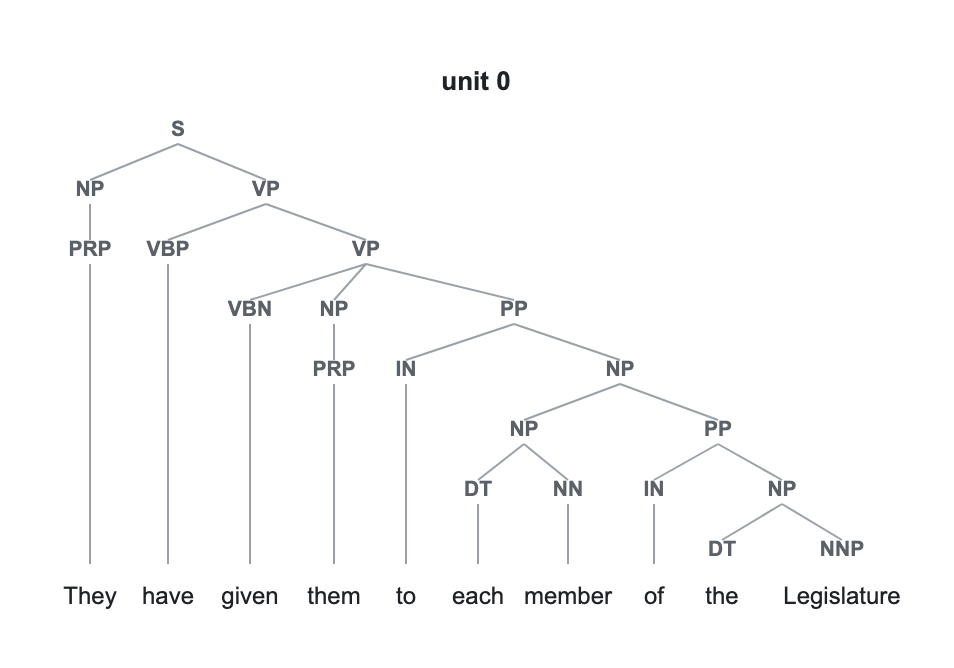 unit 0
S
NP VP
PRP VBP VP
VBN NP PP
PRP IN NP
NP PP
DT NN IN NP
DT NNP
They have given them to each member of the Legislature